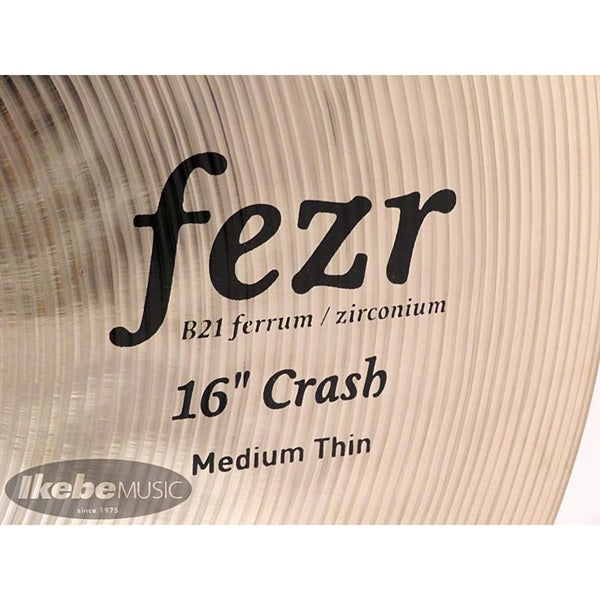 fezr
B21 ferrum / zirconium
16" Crash
Medium Thin
IkebeMUSIC
since 1975